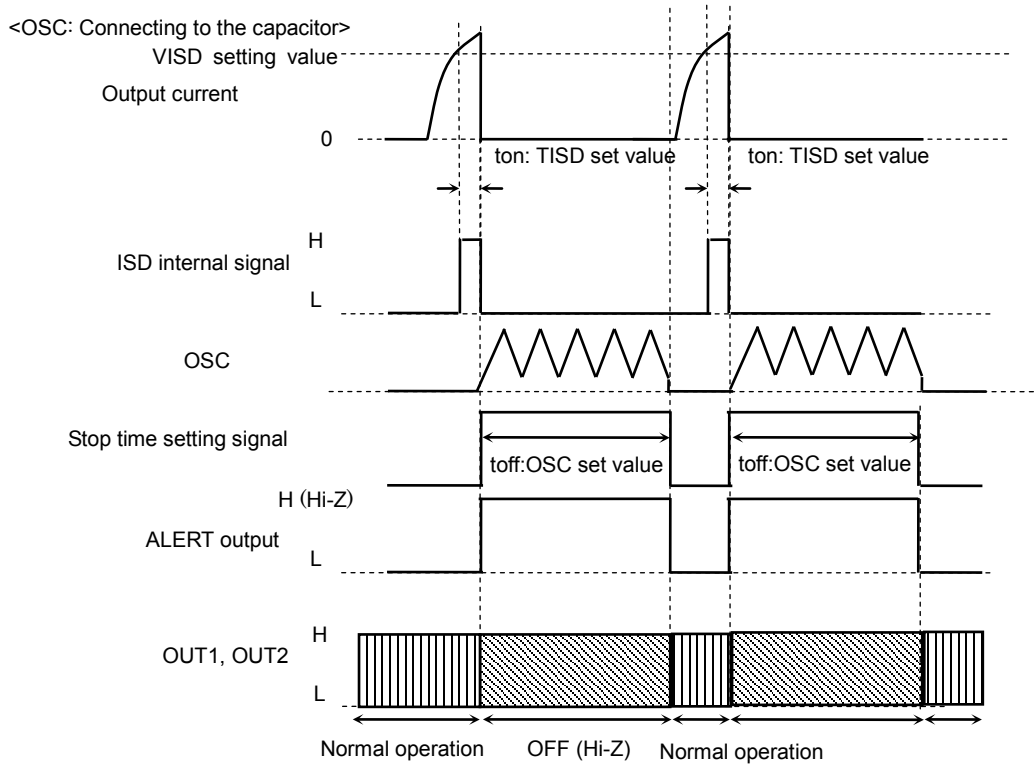 <OSC: Connecting to the capacitor>
VISD setting value
Output current
0
ton: TISD set value
ton: TISD set value
H
ISD internal signal
L
OSC
Stop time setting signal
toff:OSC set value
toff:OSC set value
H (Hi-Z)
ALERT output
L
H
OUT1, OUT2
L
Normal operation
OFF (Hi-Z)
Normal operation